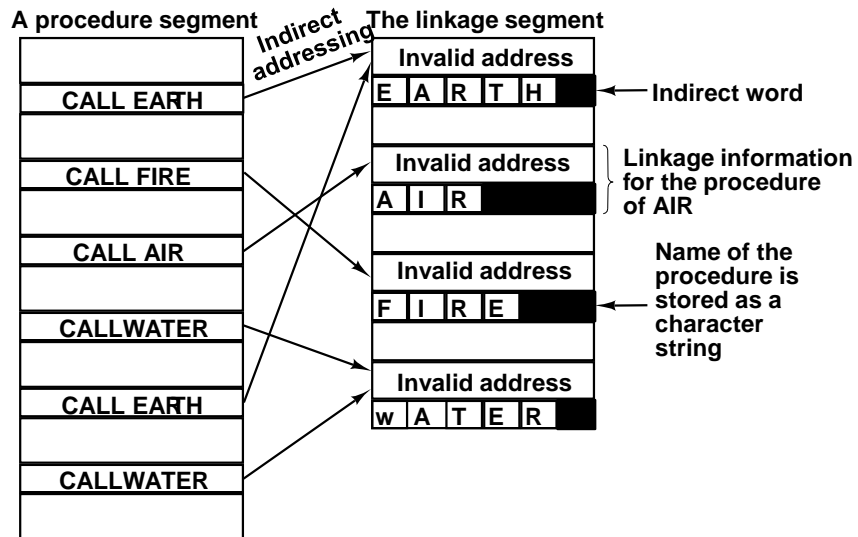 A procedure segment
CALL EARTH
CALL FIRE
CALL AIR
CALLWATER
CALL EARTH
CALLWATER
Indirect
addressing
The linkage segment
Invalid address
E A R T H
Invalid address
A I R
Invalid address
F I R E
Invalid address
w A T E R
Indirect word
Linkage information
for the procedure
of AIR
Name of the
procedure is
stored as a
character
string